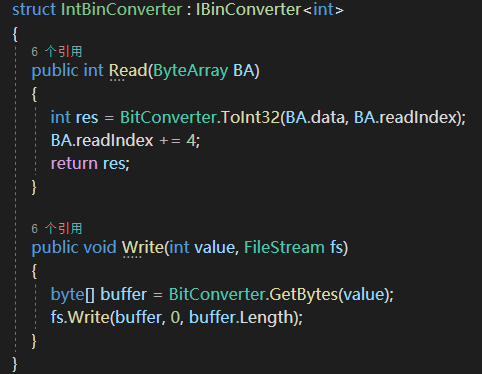 struct IntBinConverter : IBinConverter<int>
{
6 个引用
public int Read(ByteArray BA)
{
int res = BitConverter.ToInt32(BA.data, BA.readIndex);
BA.readIndex += 4;
return res;
}
6 个引用
public void Write(int value, FileStream fs)
{
byte[] buffer = BitConverter.GetBytes(value);
fs.Write(buffer, 0, buffer.Length);
}
}